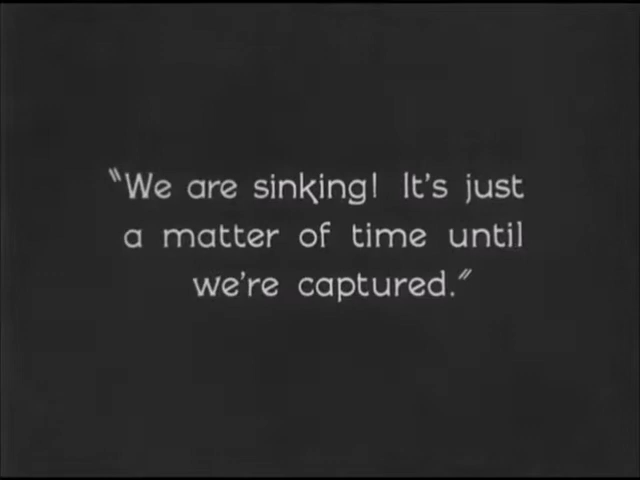 "We are sinking! It's just
a matter of time until
we're captured."